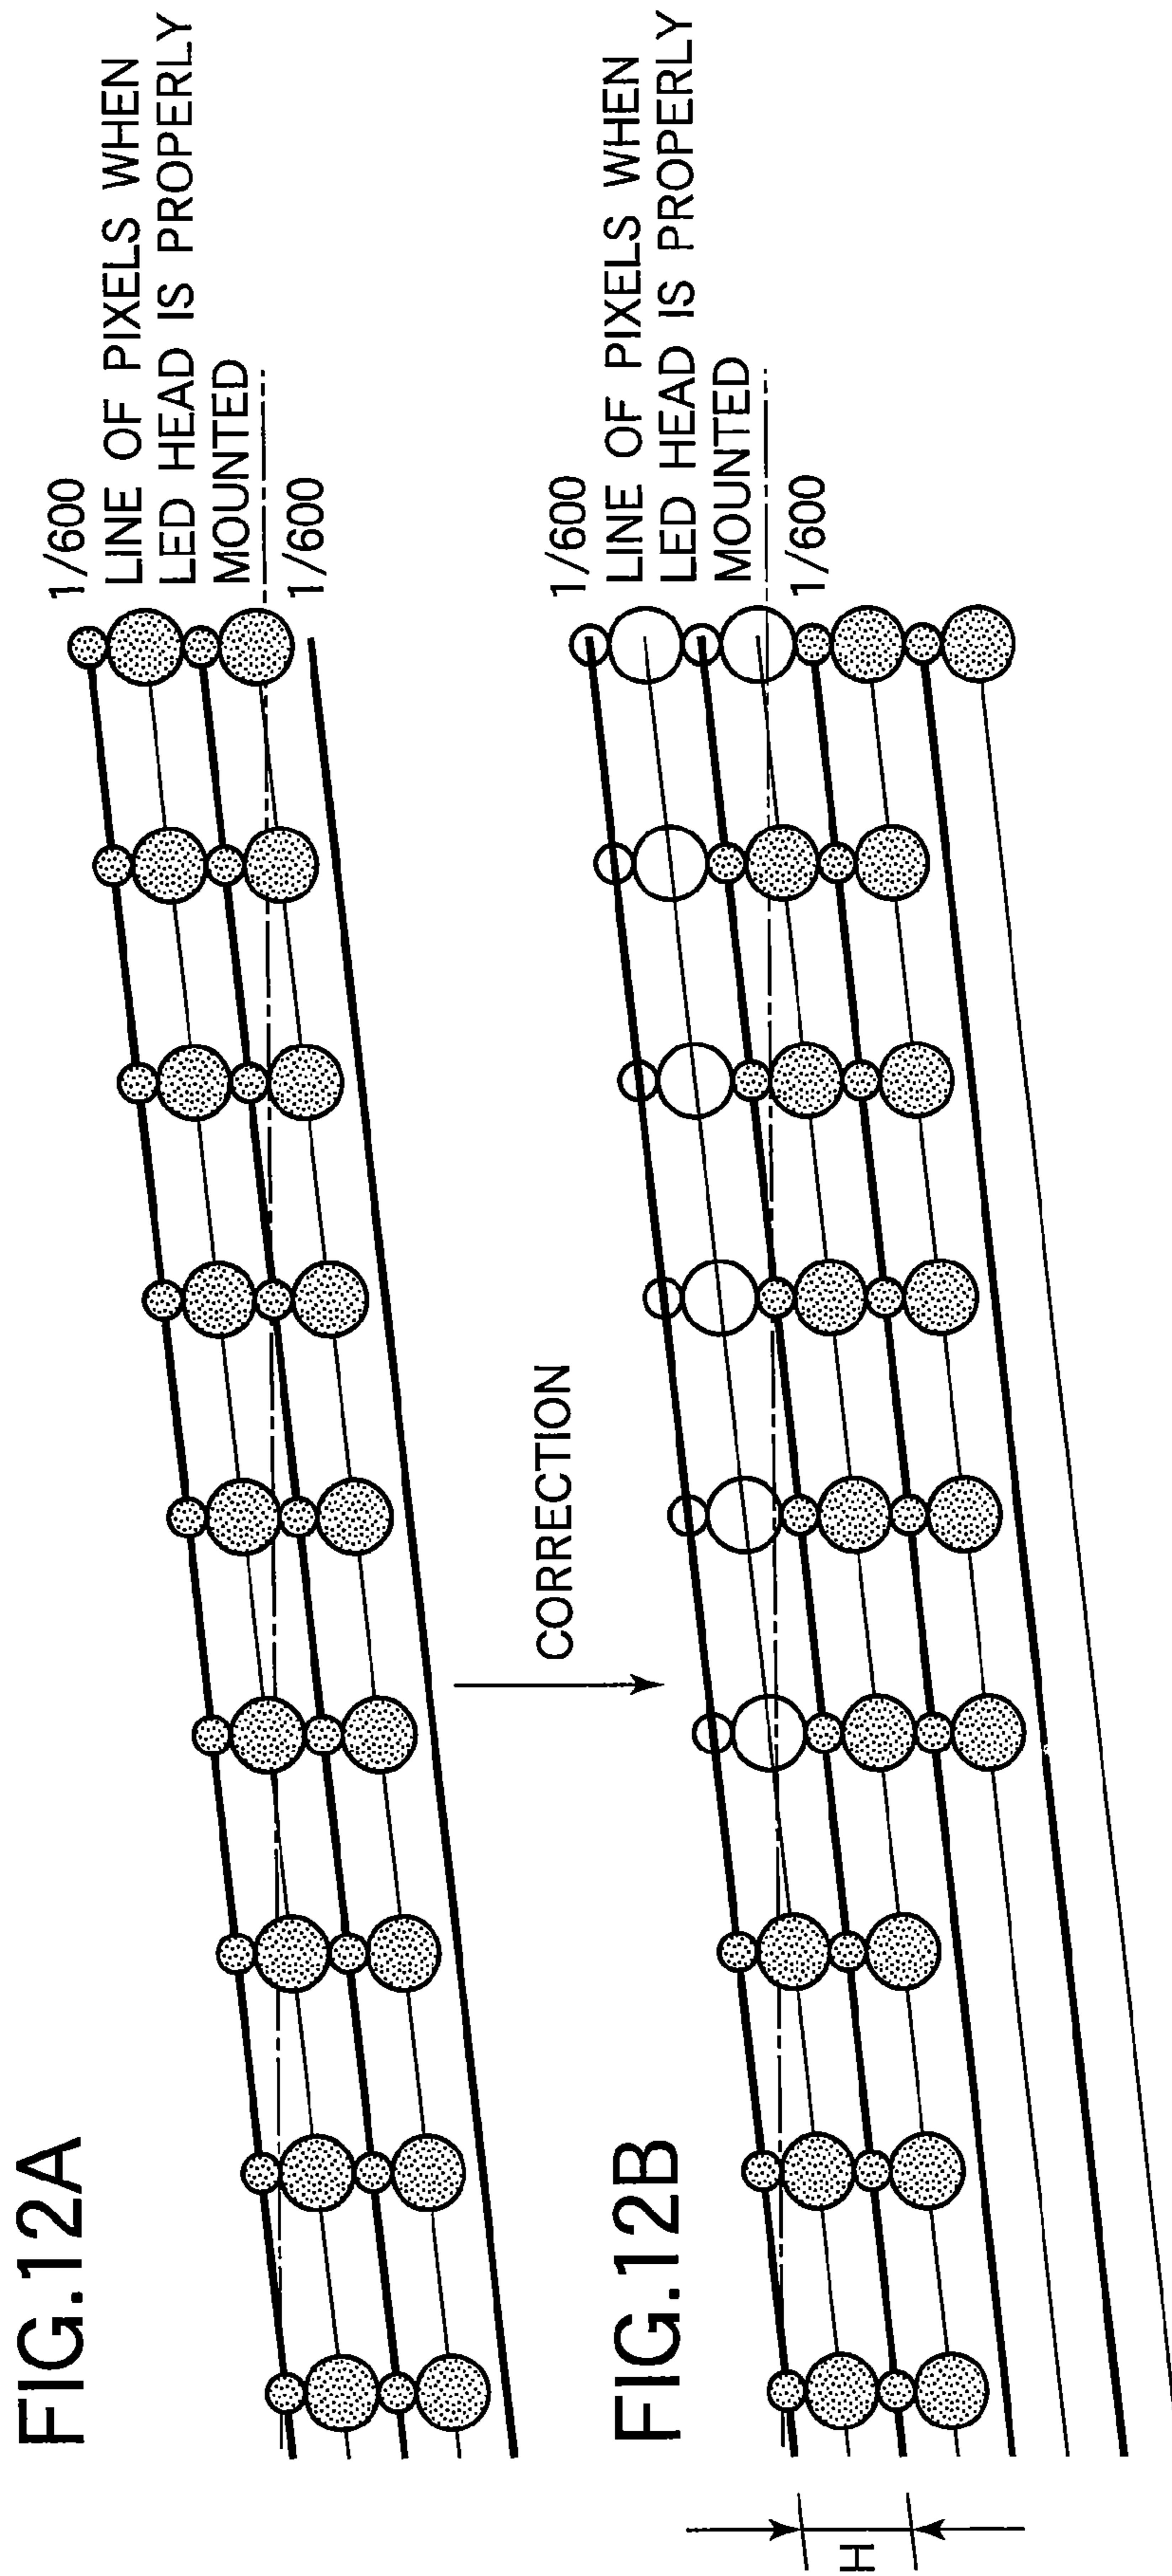 FIG.12A
1/600
LINE OF PIXELS WHEN
LED HEAD IS PROPERLY
MOUNTED
1/600
CORRECTION
FIG.12B
1/600
LINE OF PIXELS WHEN
LED HEAD IS PROPERLY
MOUNTED
1/600
H